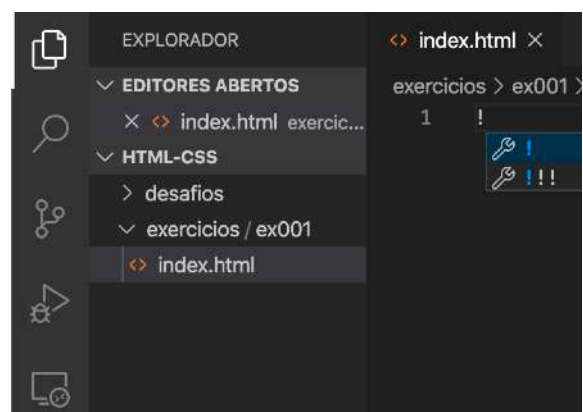 EXPLORADOR
EDITORES ABERTOS
index.html exercic...
HTML-CSS
desafios
exercicios / ex001
index.html
index.html
exercicios > ex001 >
1 !
!
!!!